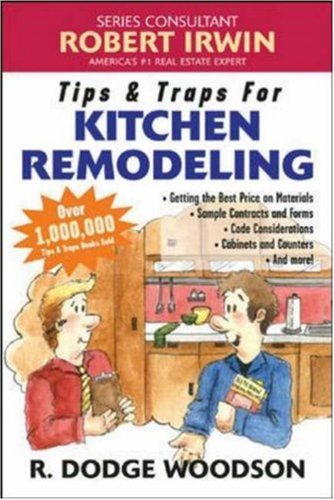 SERIES CONSULTANT
ROBERT IRWIN
AMERICA'S #1 REAL ESTATE EXPERT
Tips & Traps For
KITCHEN
REMODELING
• Getting the Best Price on Materials
• Sample Contracts and Forms
• Code Considerations
• Cabinets and Counters
• And more!
Over
1,000,000
Tips & Traps Books Sold
R. DODGE WOODSON